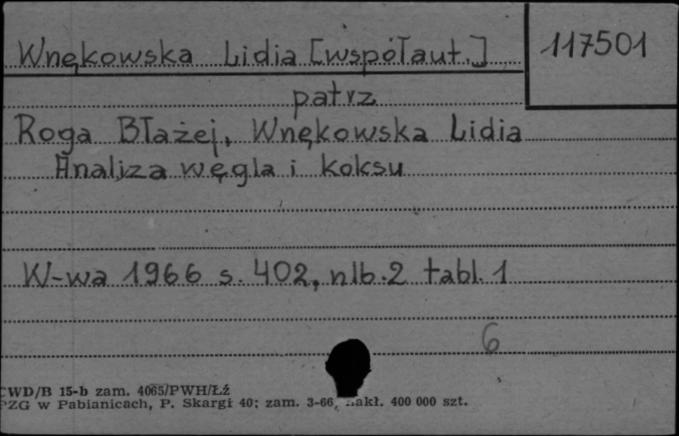 Wnękowska Lidia [współaut.]
117501
patrz
Roga Błażej, Wnękowska Lidia
Analiza węgla i koksu
W-wa 1966 s. 402, nlb. 2 tabl. 1
6
CWD/B 15-b zam. 4065/PWH/Łź
PZG w Pabianicach, P. Skargi 40; zam. 3-66, nakł. 400 000 szt.